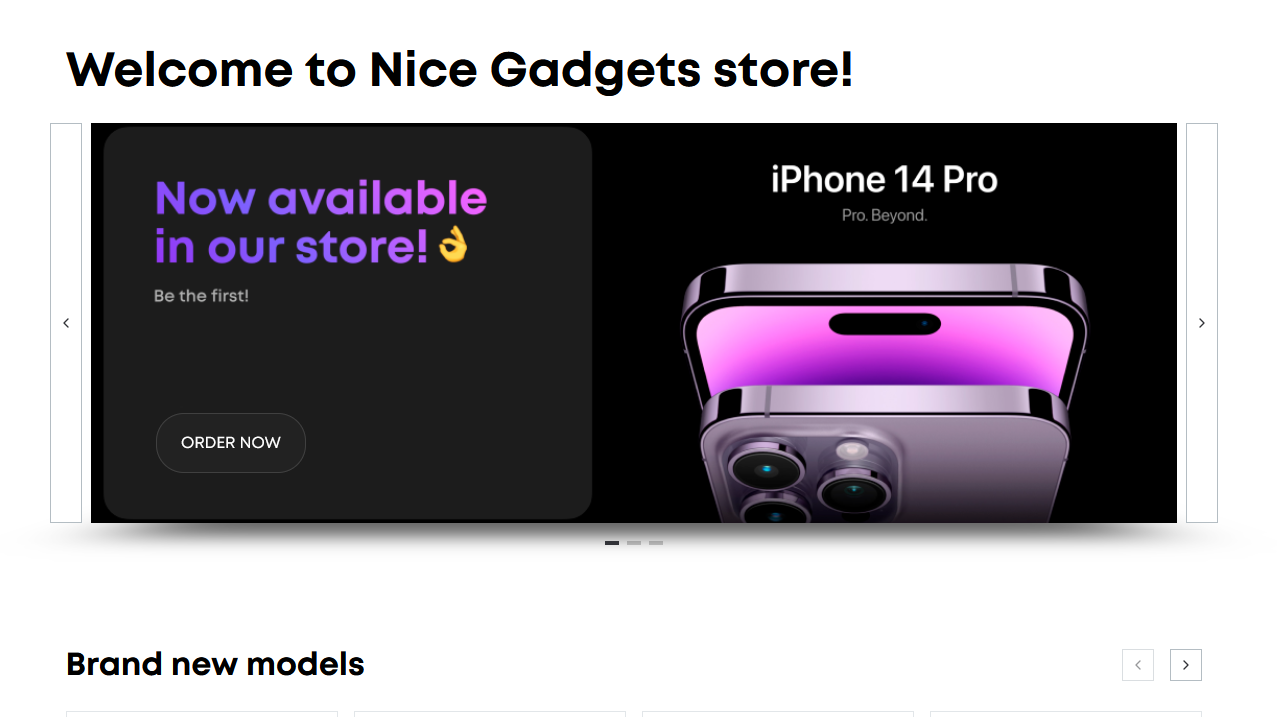 Welcome to Nice Gadgets store!
Now available
in our store!👌
Be the first!
ORDER NOW
iPhone 14 Pro
Pro. Beyond.
Brand new models